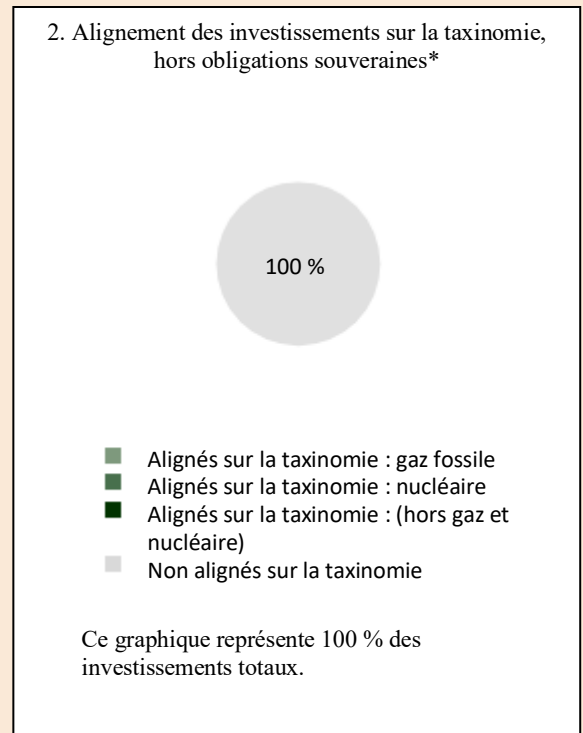 2. Alignement des investissements sur la taxinomie,
hors obligations souveraines*
100 %
Alignés sur la taxinomie : gaz fossile
Alignés sur la taxinomie : nucléaire
Alignés sur la taxinomie : (hors gaz et
nucléaire)
Non alignés sur la taxinomie
Ce graphique représente 100 % des
investissements totaux.